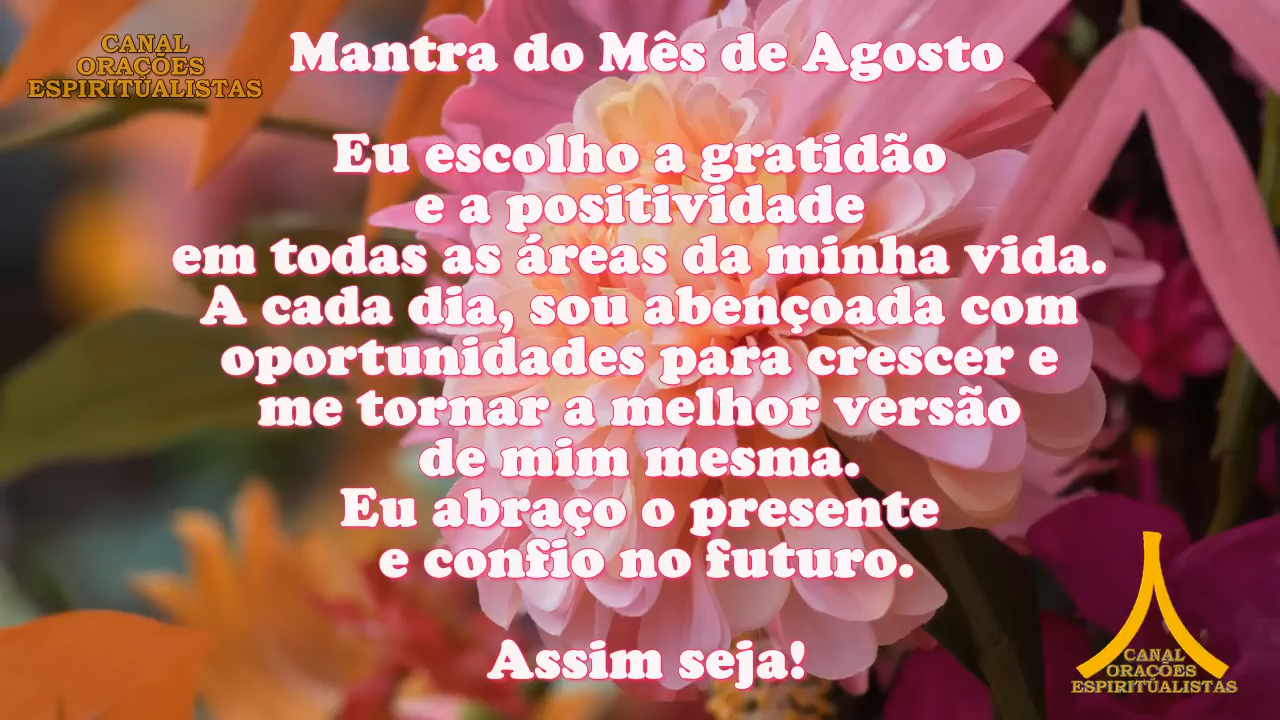 CANAL
ORAÇÕES
ESPIRITUALISTAS
Mantra do Mês de Agosto
Eu escolho a gratidão
e a positividade
em todas as áreas da minha vida.
A cada dia, sou abençoada com
oportunidades para crescer e
me tornar a melhor versão
de mim mesma.
Eu abraço o presente
e confio no futuro.
Assim seja!
CANAL
ORAÇÕES
ESPIRITUALISTAS